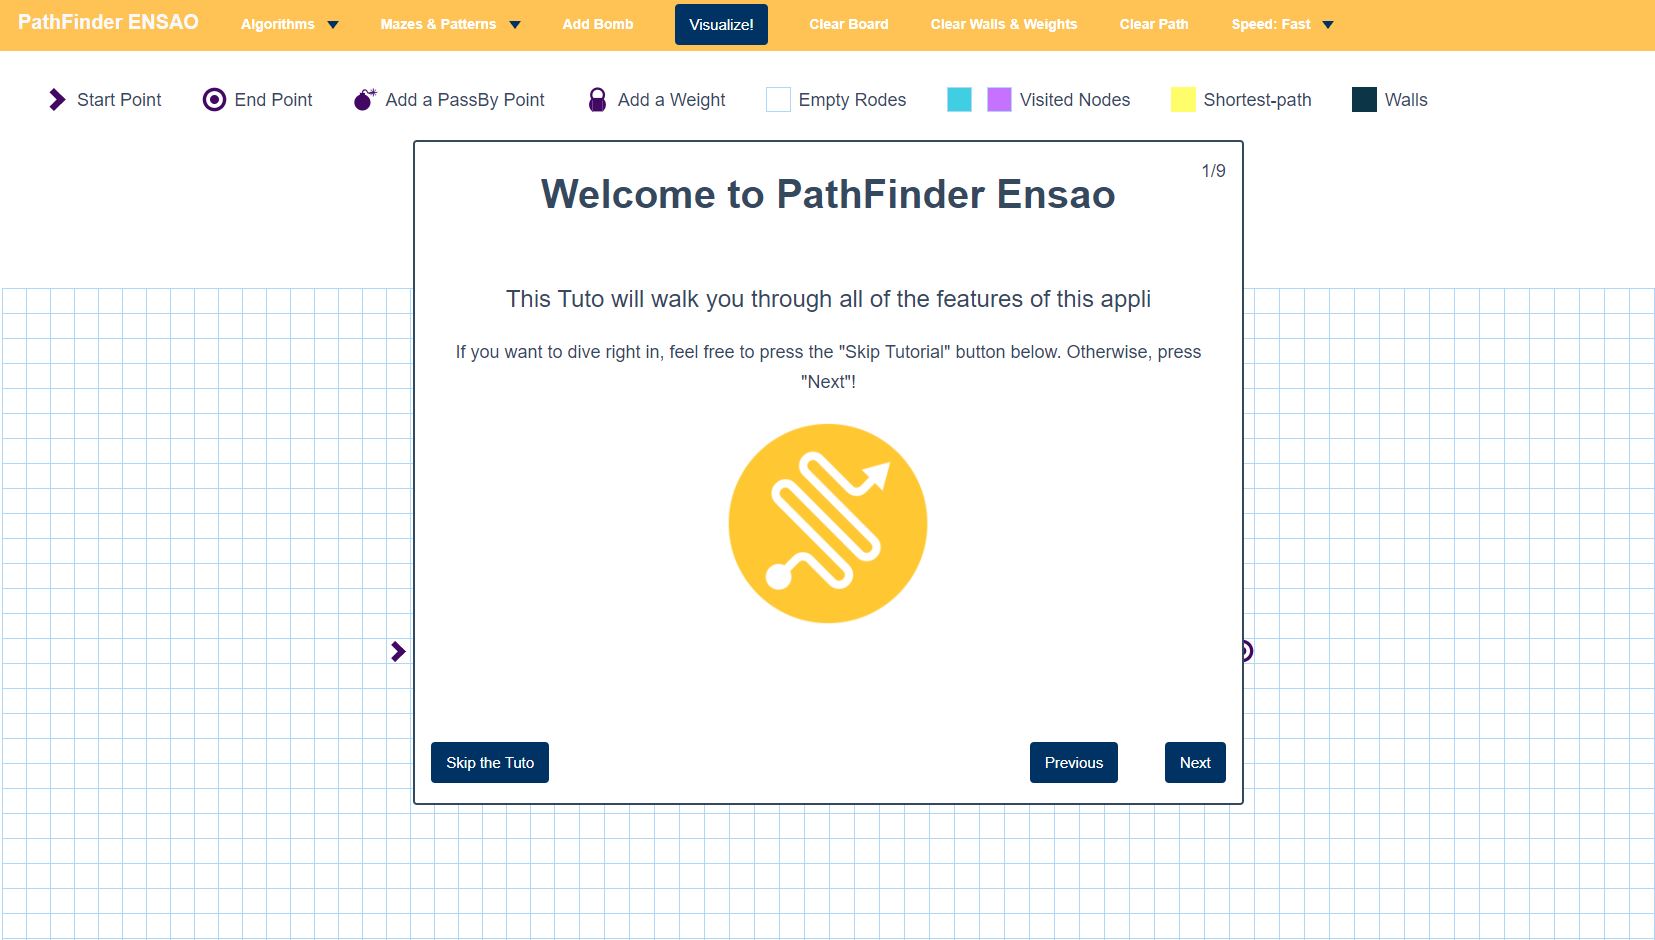 PathFinder ENSAO Algorithms Mazes & Patterns Add Bomb Visualize! Clear Board Clear Walls & Weights Clear Path Speed: Fast
Start Point End Point Add a PassBy Point Add a Weight Empty Rodes Visited Nodes Shortest-path Walls
1/9
Welcome to PathFinder Ensao
This Tuto will walk you through all of the features of this appli
If you want to dive right in, feel free to press the "Skip Tutorial" button below. Otherwise, press
"Next"!
Skip the Tuto Previous Next